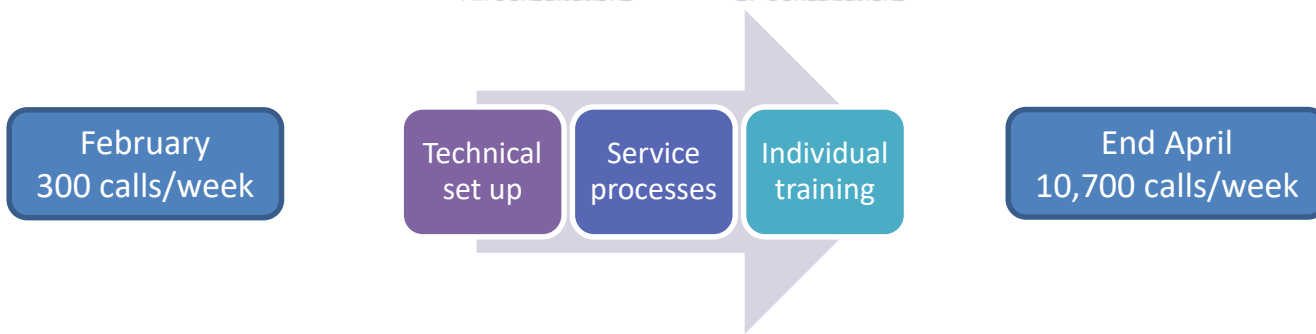 February
300 calls/week
Technical
set up
Service
processes
Individual
training
End April
10,700 calls/week